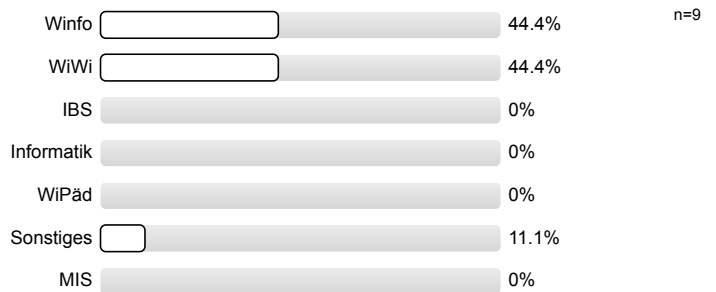 Winfo 44.4% n=9
WiWi 44.4%
IBS 0%
Informatik 0%
WiPäd 0%
Sonstiges 11.1%
MIS 0%